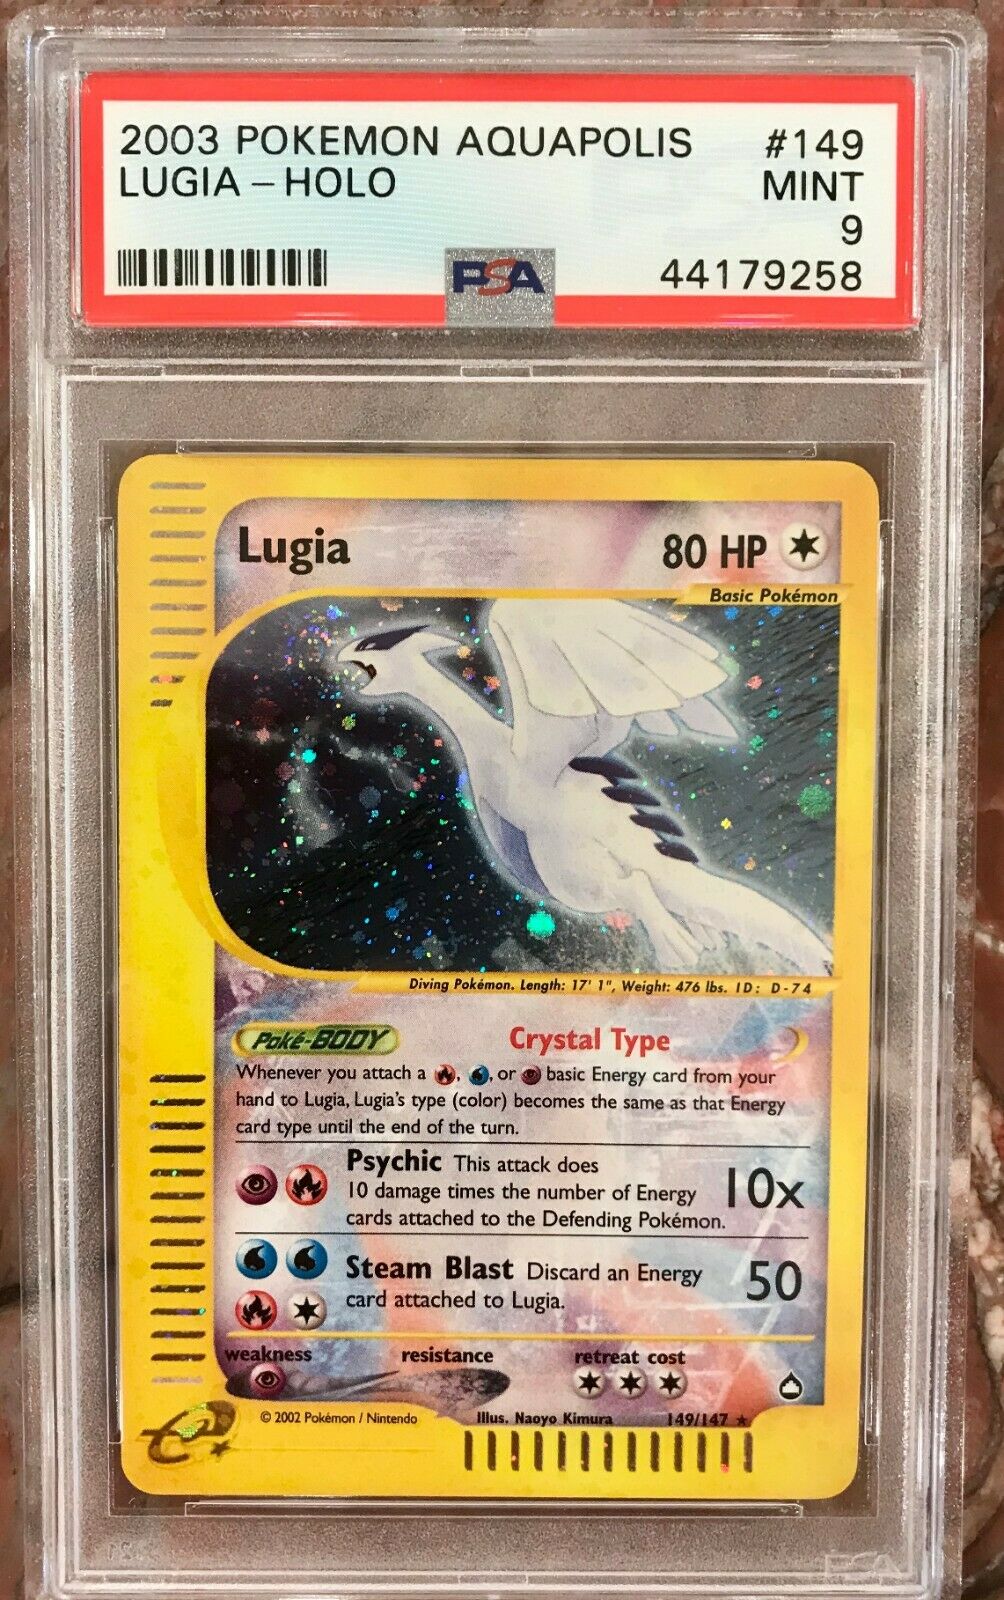 2003 POKEMON AQUAPOLIS #149
LUGIA – HOLO MINT
9
PSA 44179258
Lugia 80 HP
Basic Pokémon
Diving Pokémon. Length: 17' 1", Weight: 476 lbs. ID: D-74
Poké-BODY Crystal Type
Whenever you attach a , , or basic Energy card from your
hand to Lugia, Lugia's type (color) becomes the same as that Energy
card type until the end of the turn.
Psychic This attack does
10 damage times the number of Energy 10x
cards attached to the Defending Pokémon.
Steam Blast Discard an Energy 50
card attached to Lugia.
weakness resistance retreat cost
e
© 2002 Pokémon / Nintendo Illus. Naoyo Kimura 149/147 ★
PSA